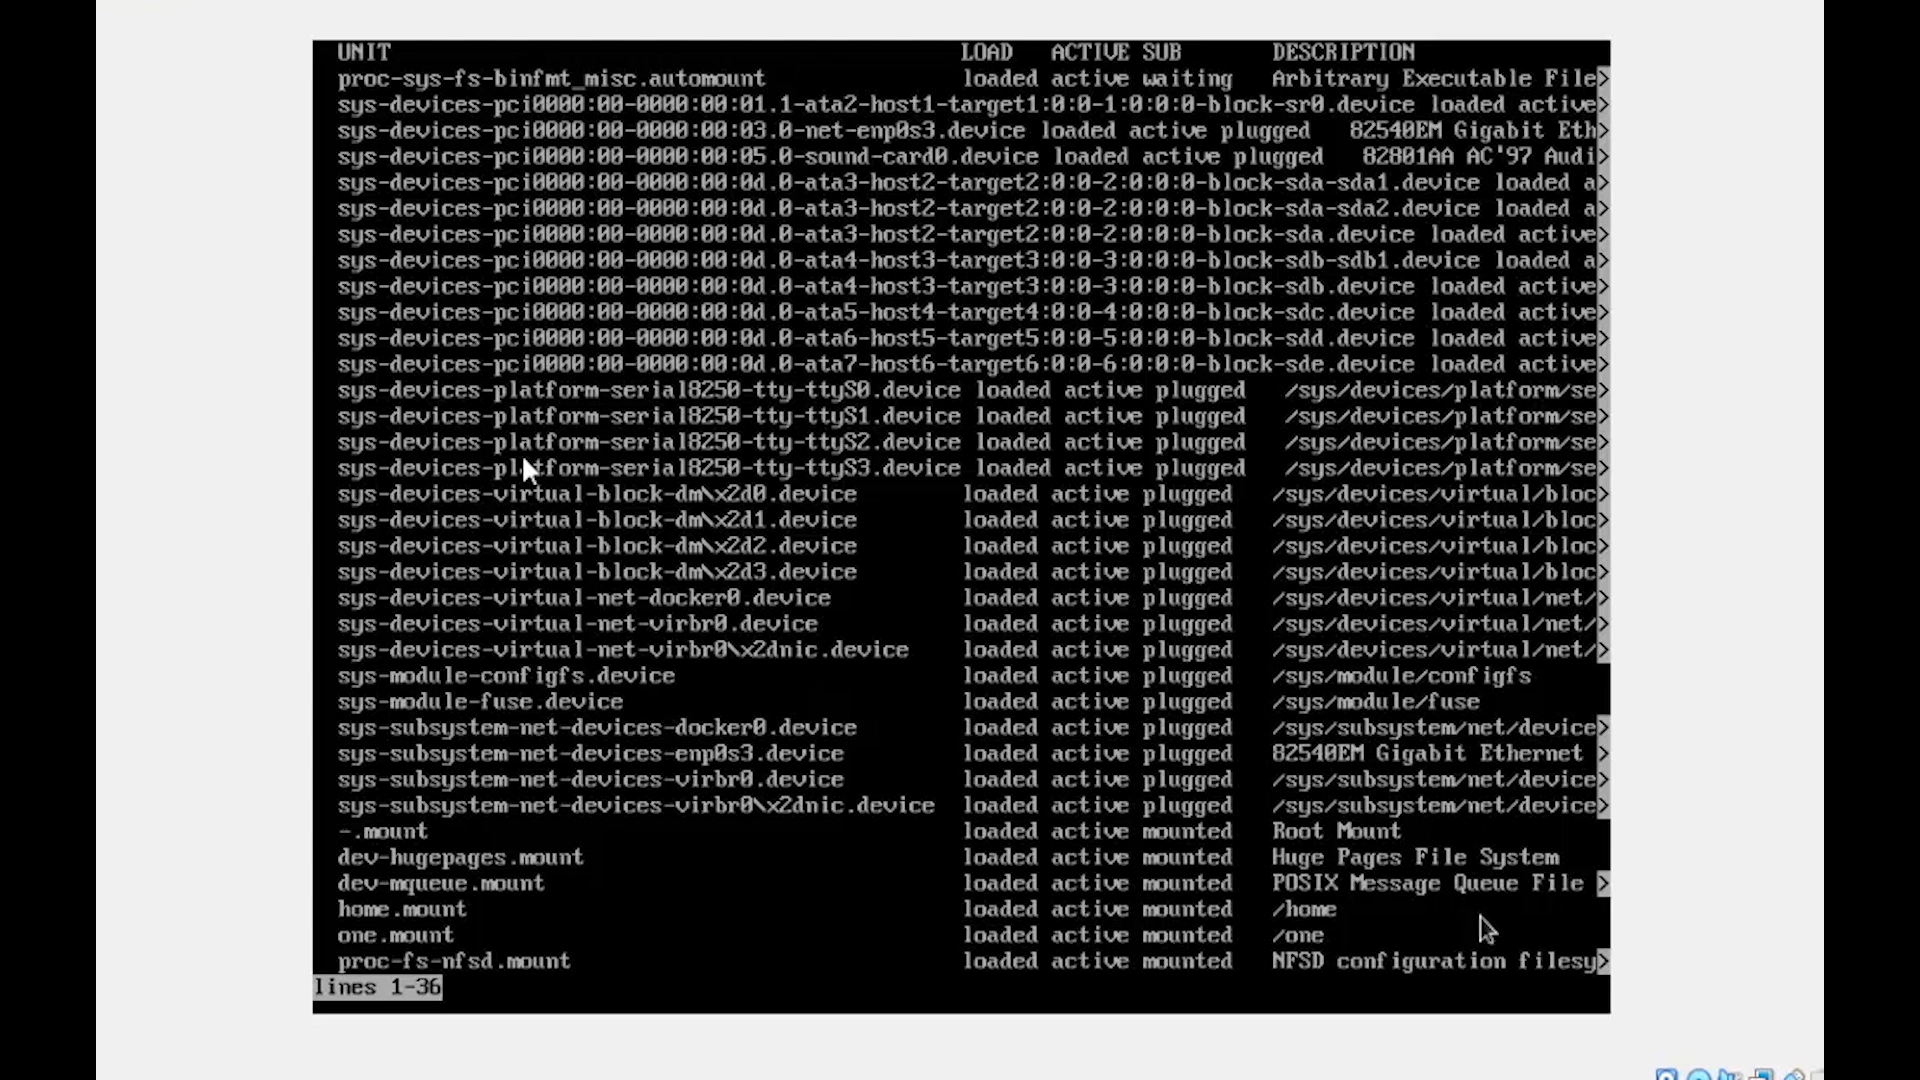 UNIT LOAD ACTIVE SUB DESCRIPTION
proc-sys-fs-binfmt_misc.automount loaded active waiting Arbitrary Executable File>
sys-devices-pci0000:00-0000:00:01.1-ata2-host1-target1:0:0-1:0:0:0-block-sr0.device loaded active>
sys-devices-pci0000:00-0000:00:03.0-net-enp0s3.device loaded active plugged 82540EM Gigabit Eth>
sys-devices-pci0000:00-0000:00:05.0-sound-card0.device loaded active plugged 82801AA AC'97 Audi>
sys-devices-pci0000:00-0000:00:0d.0-ata3-host2-target2:0:0-2:0:0:0-block-sda-sda1.device loaded a>
sys-devices-pci0000:00-0000:00:0d.0-ata3-host2-target2:0:0-2:0:0:0-block-sda-sda2.device loaded a>
sys-devices-pci0000:00-0000:00:0d.0-ata3-host2-target2:0:0-2:0:0:0-block-sda.device loaded active>
sys-devices-pci0000:00-0000:00:0d.0-ata4-host3-target3:0:0-3:0:0:0-block-sdb-sdb1.device loaded a>
sys-devices-pci0000:00-0000:00:0d.0-ata4-host3-target3:0:0-3:0:0:0-block-sdb.device loaded active>
sys-devices-pci0000:00-0000:00:0d.0-ata5-host4-target4:0:0-4:0:0:0-block-sdc.device loaded active>
sys-devices-pci0000:00-0000:00:0d.0-ata6-host5-target5:0:0-5:0:0:0-block-sdd.device loaded active>
sys-devices-pci0000:00-0000:00:0d.0-ata7-host6-target6:0:0-6:0:0:0-block-sde.device loaded active>
sys-devices-platform-serial8250-tty-ttyS0.device loaded active plugged /sys/devices/platform/se>
sys-devices-platform-serial8250-tty-ttyS1.device loaded active plugged /sys/devices/platform/se>
sys-devices-platform-serial8250-tty-ttyS2.device loaded active plugged /sys/devices/platform/se>
sys-devices-platform-serial8250-tty-ttyS3.device loaded active plugged /sys/devices/platform/se>
sys-devices-virtual-block-dm\x2d0.device loaded active plugged /sys/devices/virtual/bloc>
sys-devices-virtual-block-dm\x2d1.device loaded active plugged /sys/devices/virtual/bloc>
sys-devices-virtual-block-dm\x2d2.device loaded active plugged /sys/devices/virtual/bloc>
sys-devices-virtual-block-dm\x2d3.device loaded active plugged /sys/devices/virtual/bloc>
sys-devices-virtual-net-docker0.device loaded active plugged /sys/devices/virtual/net/>
sys-devices-virtual-net-virbr0.device loaded active plugged /sys/devices/virtual/net/>
sys-devices-virtual-net-virbr0\x2dnic.device loaded active plugged /sys/devices/virtual/net/>
sys-module-configfs.device loaded active plugged /sys/module/configfs
sys-module-fuse.device loaded active plugged /sys/module/fuse
sys-subsystem-net-devices-docker0.device loaded active plugged /sys/subsystem/net/device>
sys-subsystem-net-devices-enp0s3.device loaded active plugged 82540EM Gigabit Ethernet >
sys-subsystem-net-devices-virbr0.device loaded active plugged /sys/subsystem/net/device>
sys-subsystem-net-devices-virbr0\x2dnic.device loaded active plugged /sys/subsystem/net/device>
-.mount loaded active mounted Root Mount
dev-hugepages.mount loaded active mounted Huge Pages File System
dev-mqueue.mount loaded active mounted POSIX Message Queue File >
home.mount loaded active mounted /home
one.mount loaded active mounted /one
proc-fs-nfsd.mount loaded active mounted NFSD configuration filesy>
lines 1-36